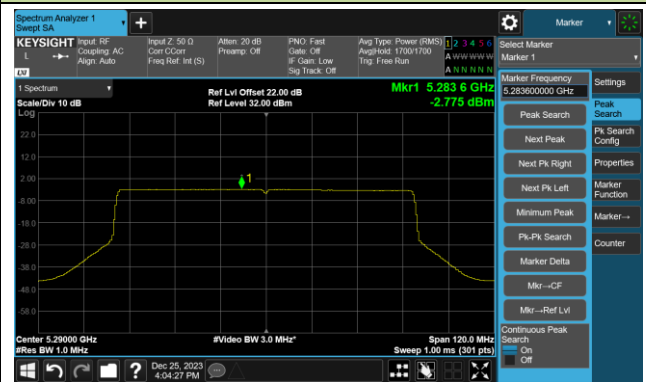 Spectrum Analyzer 1
Swept SA
Marker
KEYSIGHT
L
LXI
Input: RF
Coupling: AC
Align: Auto
Input Z: 50 Ω
Corr CCorr
Freq Ref: Int (S)
Atten: 20 dB
Preamp: Off
PNO: Fast
Gate: Off
IF Gain: Low
Sig Track: Off
Avg Type: Power (RMS)
Avg|Hold: 1700/1700
Trig: Free Run
1 2 3 4 5 6
A W W W W W
A N N N N N
Select Marker
Marker 1
1 Spectrum
Scale/Div 10 dB
Log
Ref Lvl Offset 22.00 dB
Ref Level 32.00 dBm
Mkr1 5.283 6 GHz
-2.775 dBm
22.0
12.0
2.00
-8.00
-18.0
-28.0
-38.0
-48.0
-58.0
1
Center 5.29000 GHz
#Res BW 1.0 MHz
#Video BW 3.0 MHz*
Span 120.0 MHz
Sweep 1.00 ms (301 pts)
Marker Frequency
5.283600000 GHz
Peak Search
Next Peak
Next Pk Right
Next Pk Left
Minimum Peak
Pk-Pk Search
Marker Delta
Mkr→CF
Mkr→Ref Lvl
Continuous Peak
Search
On
Off
Settings
Peak
Search
Pk Search
Config
Properties
Marker
Function
Marker→
Counter
?
Dec 25, 2023
4:04:27 PM